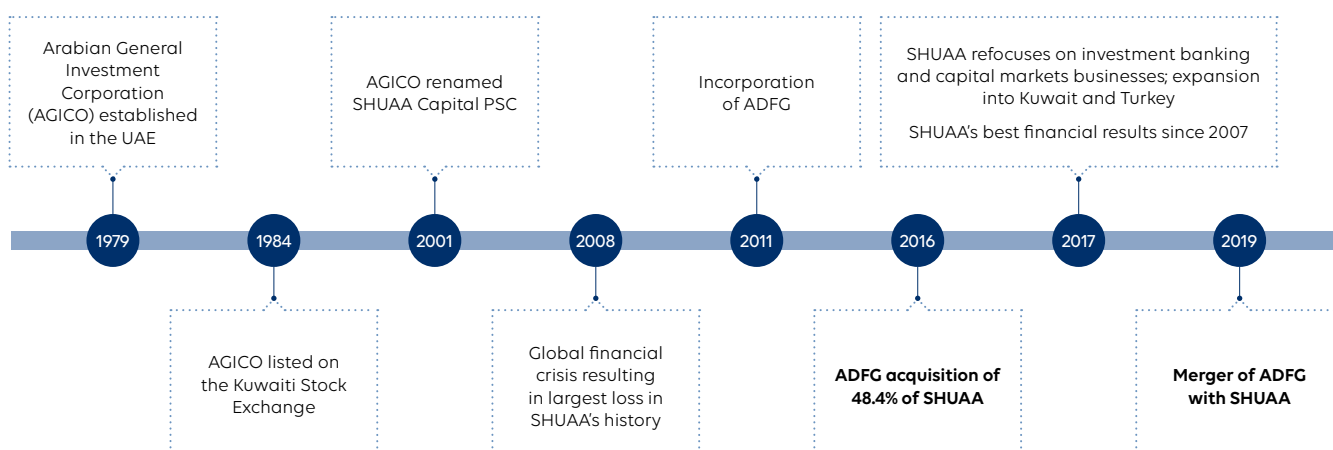 Arabian General
Investment
Corporation
(AGICO) established
in the UAE
AGICO renamed
SHUAA Capital PSC
Incorporation
of ADFG
SHUAA refocuses on investment banking
and capital markets businesses; expansion
into Kuwait and Turkey
SHUAA's best financial results since 2007
1979
1984
2001
2008
2011
2016
2017
2019
AGICO listed on
the Kuwaiti Stock
Exchange
Global financial
crisis resulting
in largest loss in
SHUAA's history
ADFG acquisition of
48.4% of SHUAA
Merger of ADFG
with SHUAA